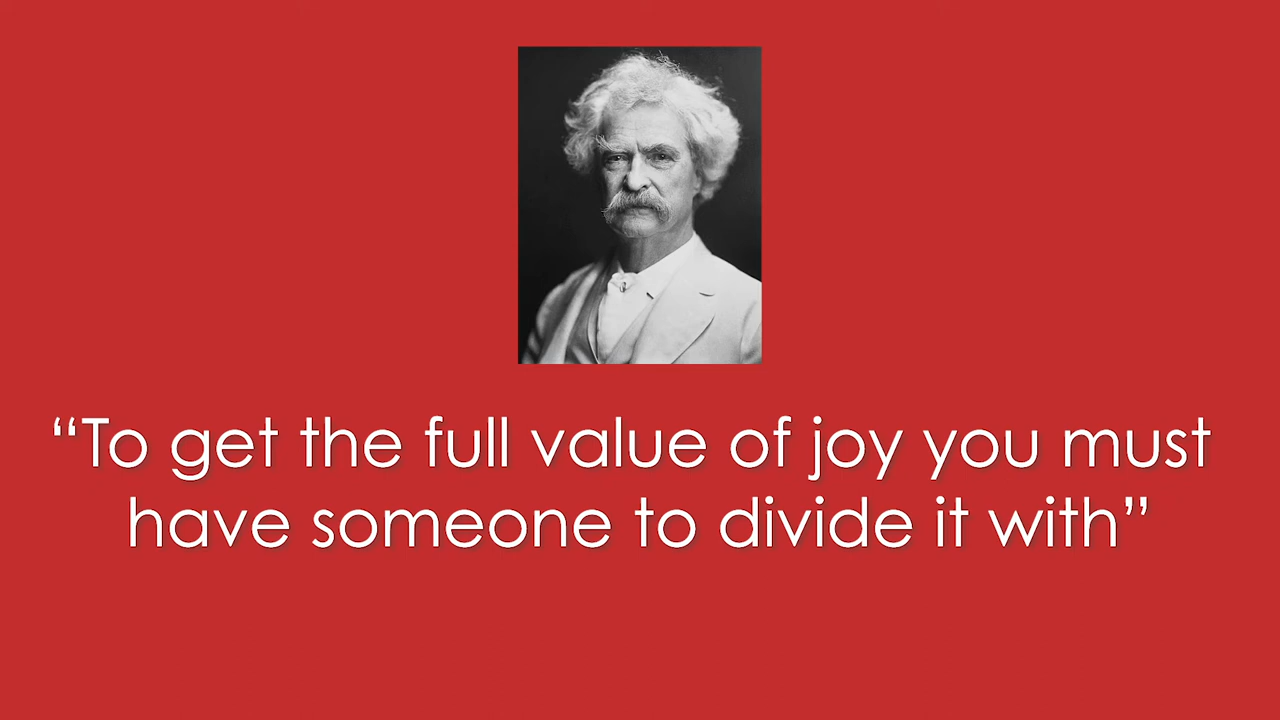 “To get the full value of joy you must
have someone to divide it with”